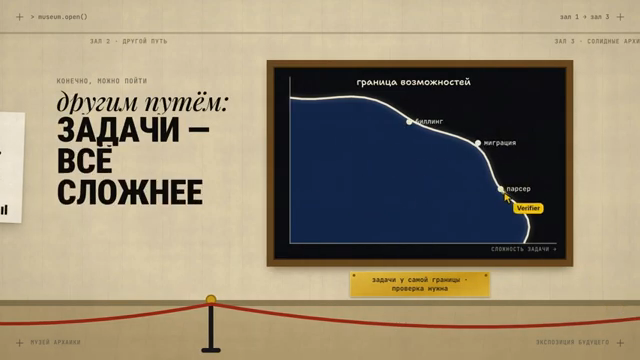 > museum.open()
зал 1 → зал 3
ЗАЛ 2 · ДРУГОЙ ПУТЬ
ЗАЛ 3 · СОЛИДНЫЕ АРХИ
КОНЕЧНО, МОЖНО ПОЙТИ
другим путём:
ЗАДАЧИ —
ВСЁ
СЛОЖНЕЕ
граница возможностей
биллинг
миграция
парсер
Verifier
СЛОЖНОСТЬ ЗАДАЧИ →
задачи у самой границы ·
проверка нужна
МУЗЕЙ АРХАИКИ
ЭКСПОЗИЦИЯ БУДУЩЕГО